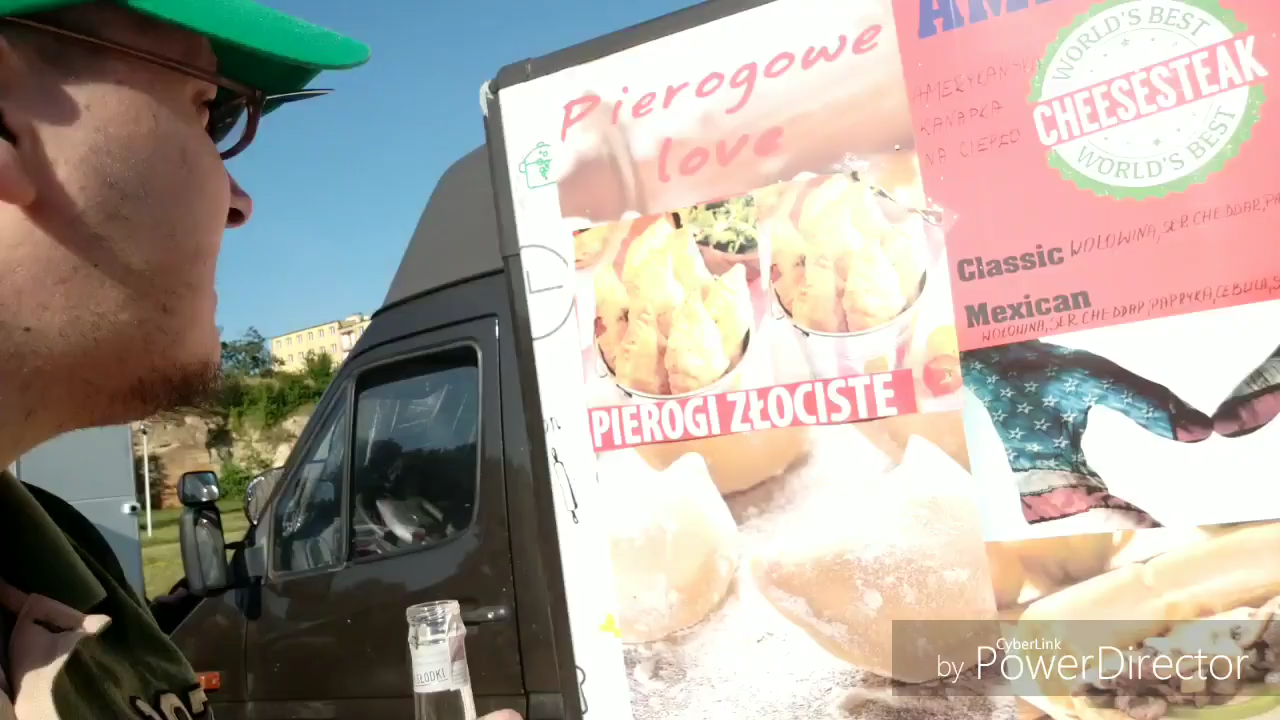 Pierogowe
love
PIEROGI ZŁOCISTE
WORLD'S BEST
CHEESESTEAK
WORLD'S BEST
AMERYKAŃSKA
KANAPKA
NA CIEPŁO
Classic WOŁOWINA, SER CHEDDAR,
Mexican
WOŁOWINA, SER CHEDDAR, PAPRYKA, CEBULA,
SŁODKI
CyberLink
by PowerDirector